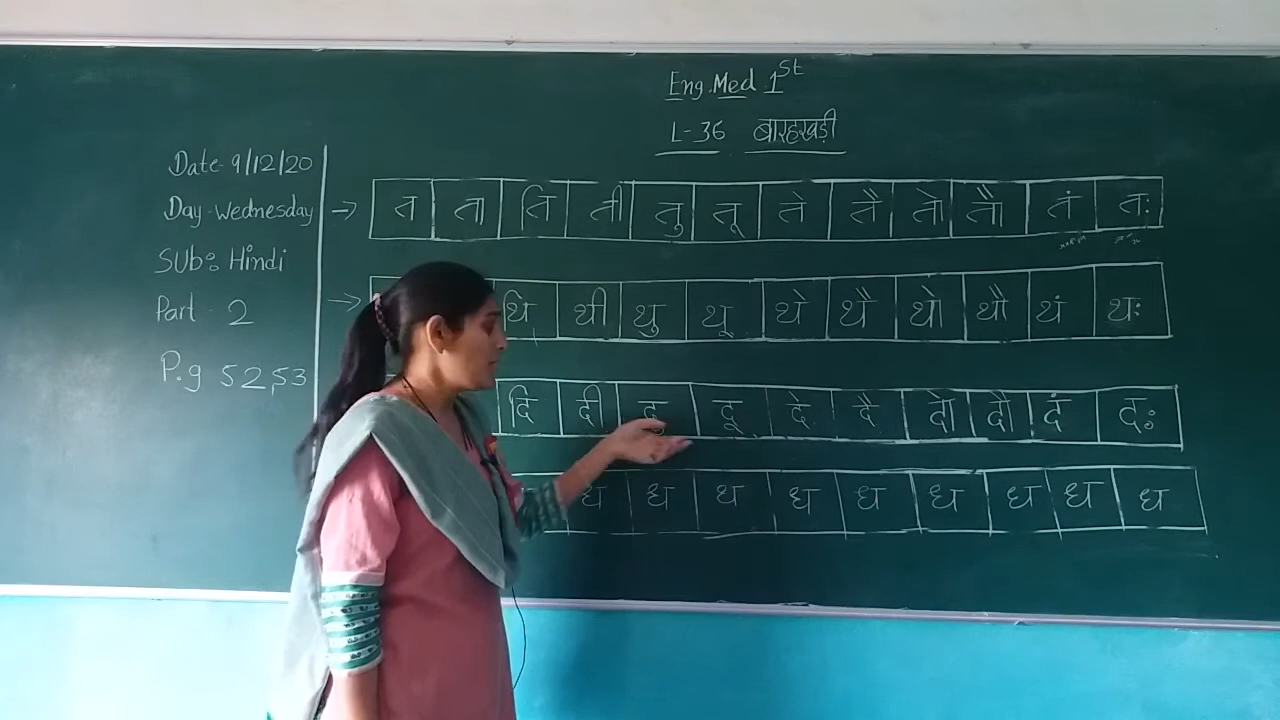 Eng.Med 1St
L-36 बारहखड़ी
Date-9/12/20
Day-Wednesday
SUb: Hindi
Part - 2
P.g 52,53
→ त ता ति ती तु तू ते तै तो तौ तं तः
→ थि थी थु थू थे थै थो थौ थं थः
दि दी दु दू दे दै दो दौ दं दः
ध ध थ ध ध ध ध ध ध